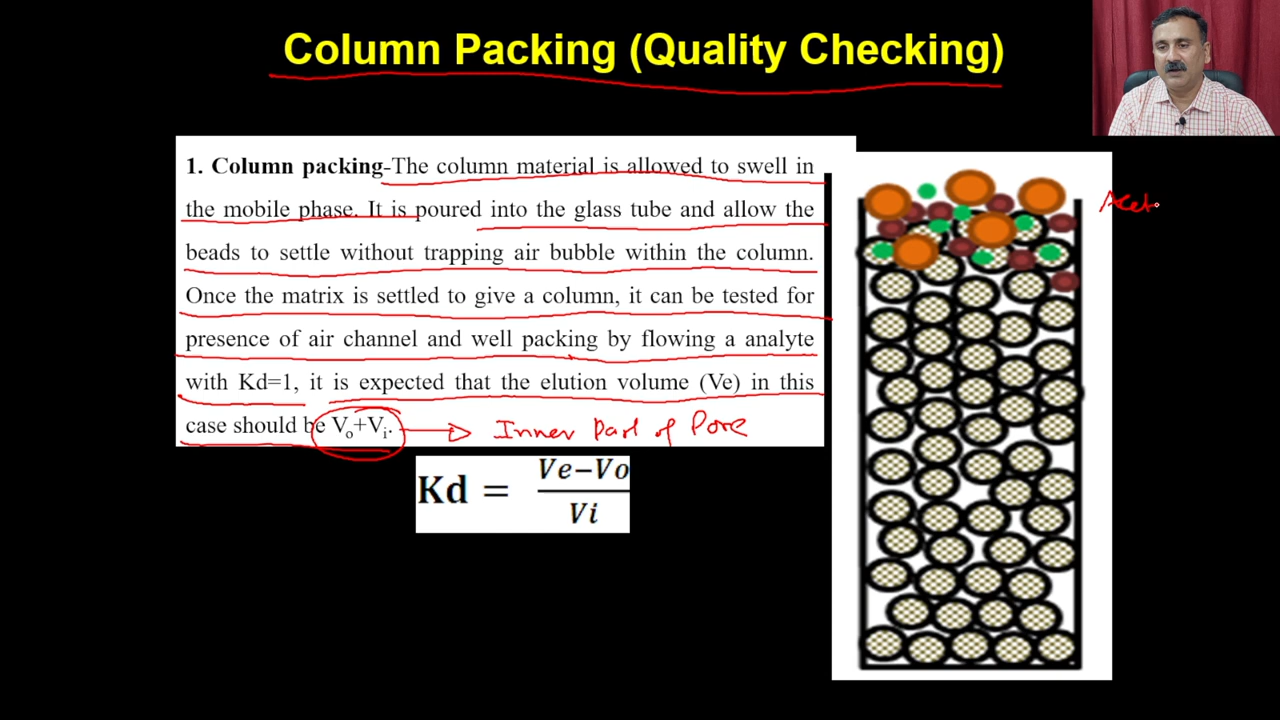 Column Packing (Quality Checking)
1. Column packing-The column material is allowed to swell in
the mobile phase. It is poured into the glass tube and allow the
beads to settle without trapping air bubble within the column.
Once the matrix is settled to give a column, it can be tested for
presence of air channel and well packing by flowing a analyte
with Kd=1, it is expected that the elution volume (Ve) in this
case should be Vo+Vi. Inner Part of Pore
Kd = Ve−Vo
Vi
Acet